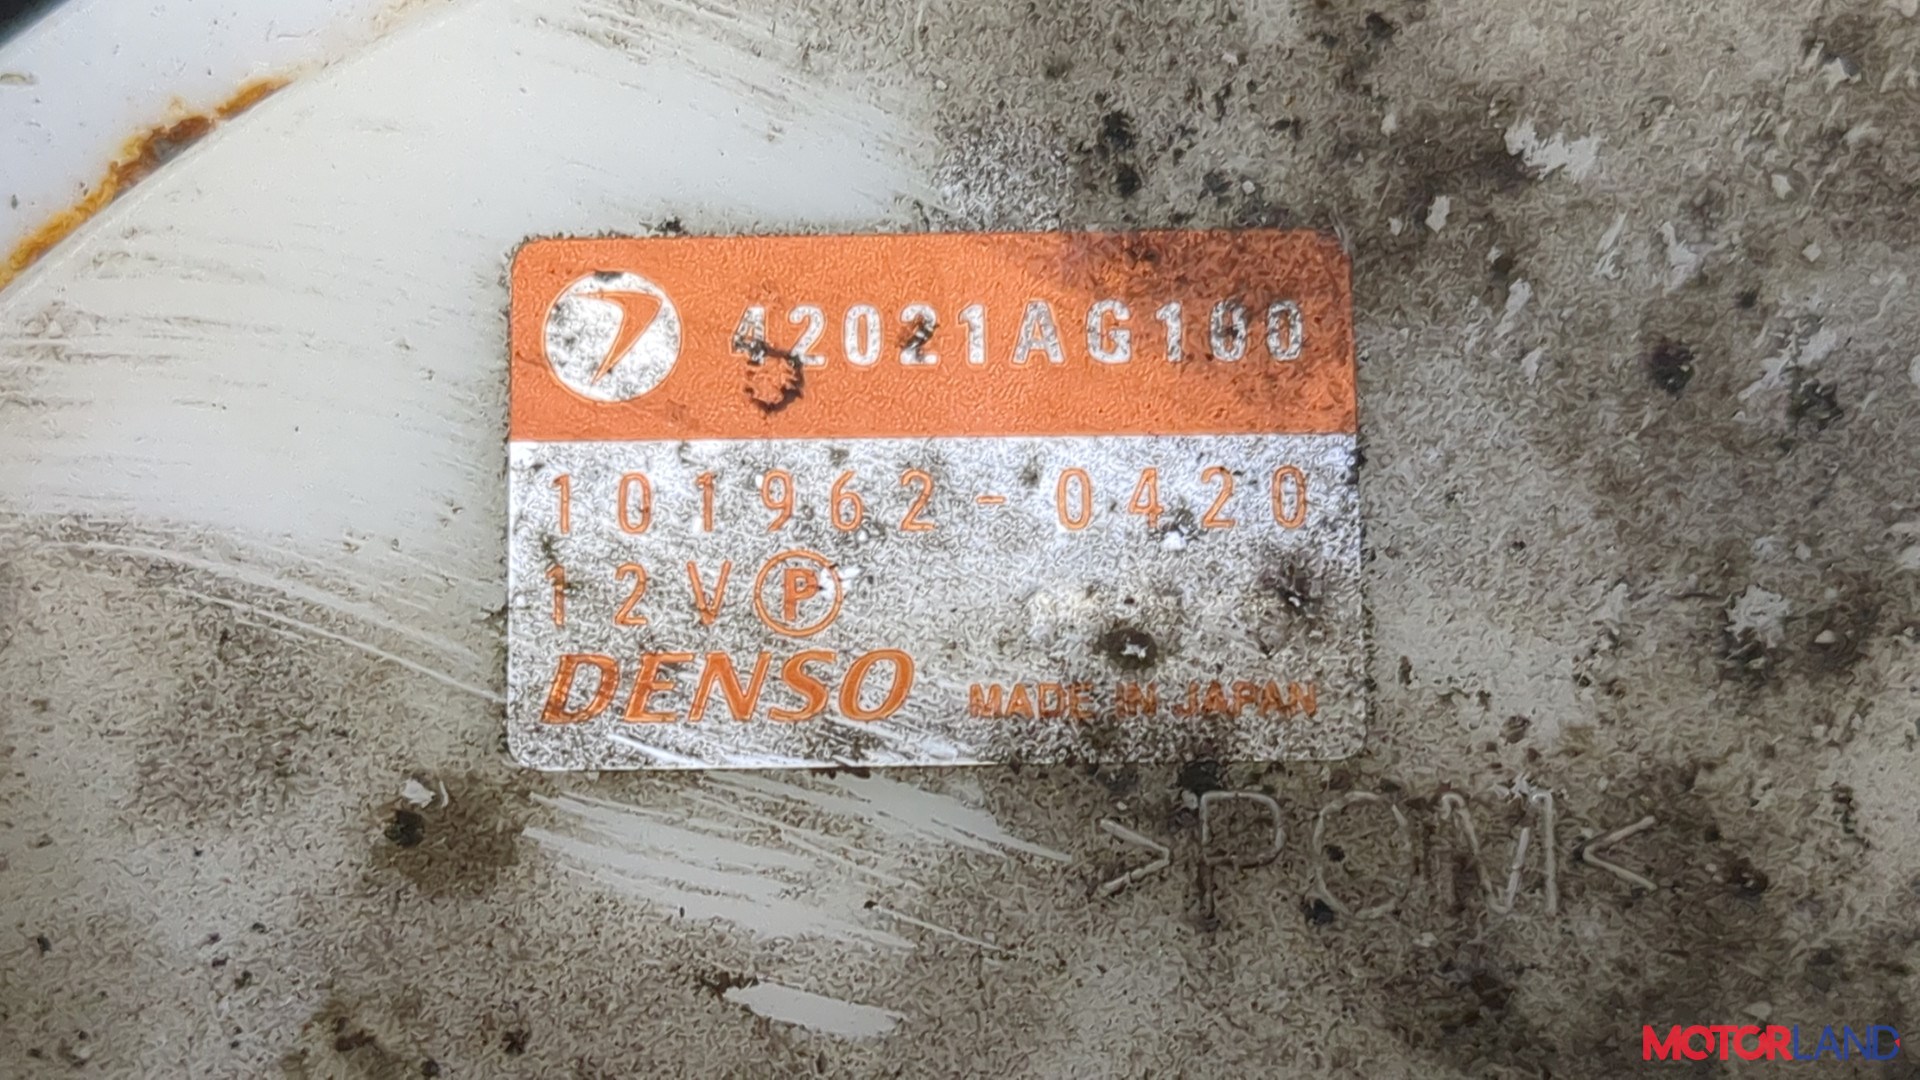 42021AG100
101962-0420
12V Ⓟ
DENSO MADE IN JAPAN
>POM<
MOTORLAND